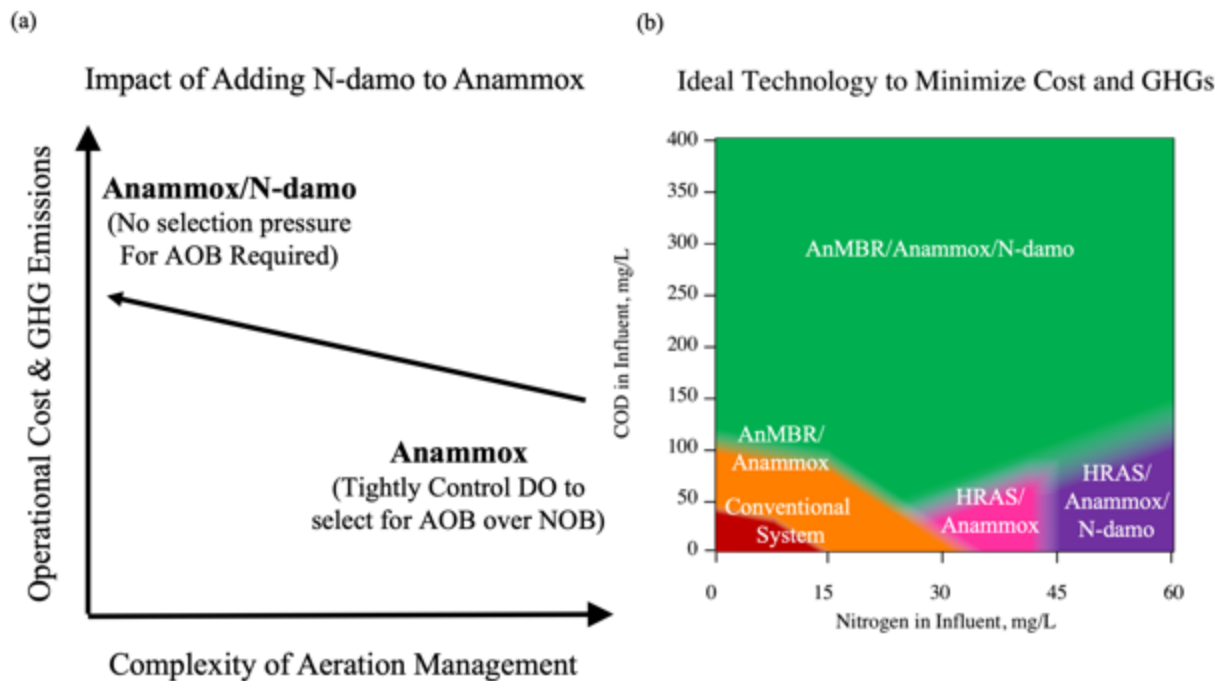 (a)
Impact of Adding N-damo to Anammox
Operational Cost & GHG Emissions
Anammox/N-damo
(No selection pressure
For AOB Required)
Anammox
(Tightly Control DO to
select for AOB over NOB)
Complexity of Aeration Management
(b)
Ideal Technology to Minimize Cost and GHGs
COD in Influent, mg/L
400
350
300
250
200
150
100
50
0
AnMBR/Anammox/N-damo
AnMBR/
Anammox
Conventional
System
HRAS/
Anammox
HRAS/
Anammox/
N-damo
0 15 30 45 60
Nitrogen in Influent, mg/L